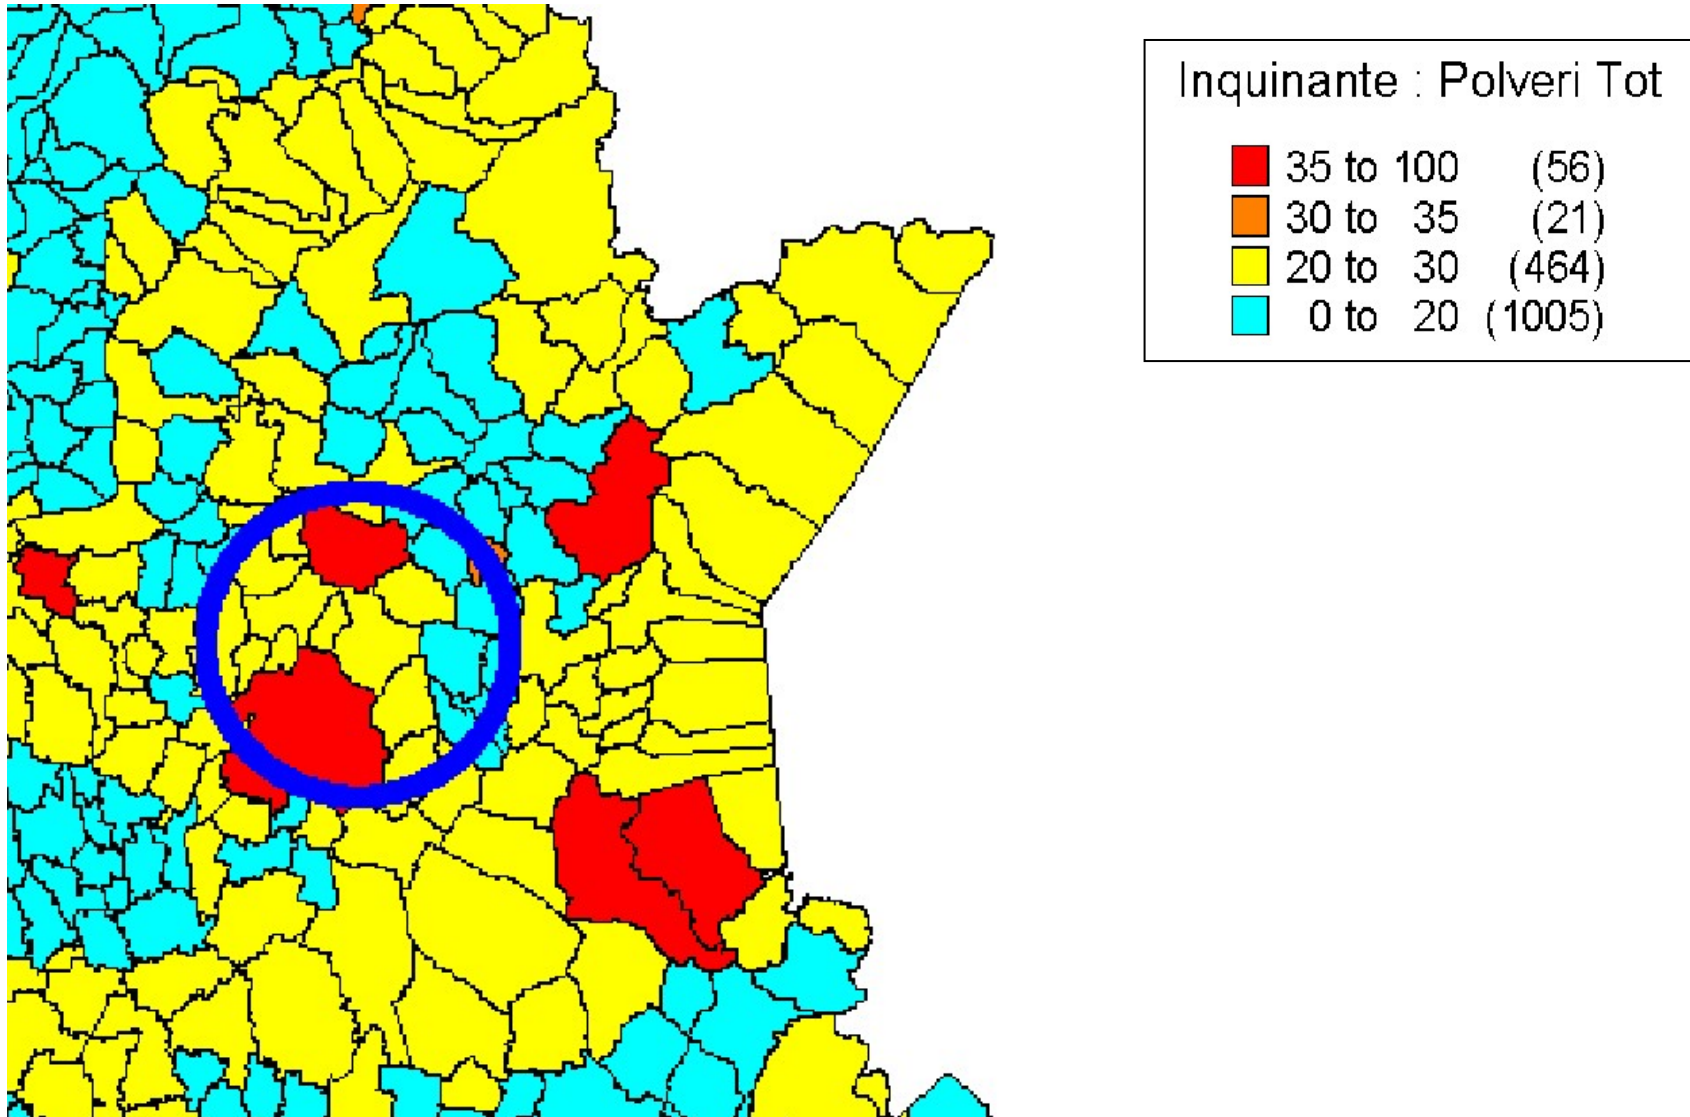 Inquinante : Polveri Tot
35 to 100 (56)
30 to 35 (21)
20 to 30 (464)
0 to 20 (1005)